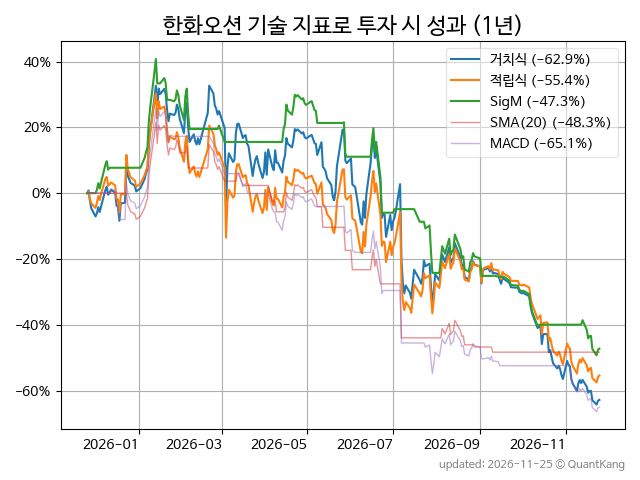 한화오션 기술 지표로 투자 시 성과 (1년)
40%
20%
0%
−20%
−40%
−60%
거치식 (−62.9%)
적립식 (−55.4%)
SigM (−47.3%)
SMA(20) (−48.3%)
MACD (−65.1%)
2026-01
2026-03
2026-05
2026-07
2026-09
2026-11
updated: 2026-11-25 ⓒ QuantKang